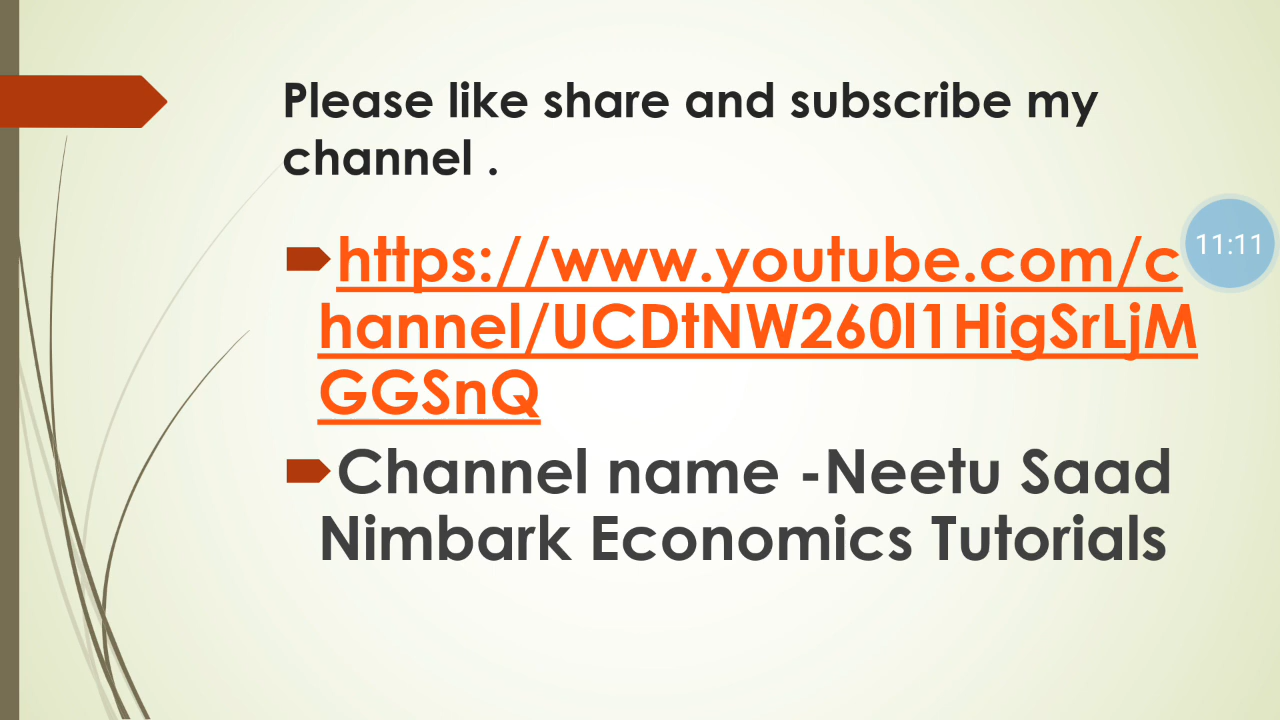 Please like share and subscribe my
channel .
https://www.youtube.com/c
hannel/UCDtNW260l1HigSrLjM
GGSnQ
Channel name -Neetu Saad
Nimbark Economics Tutorials
11:11